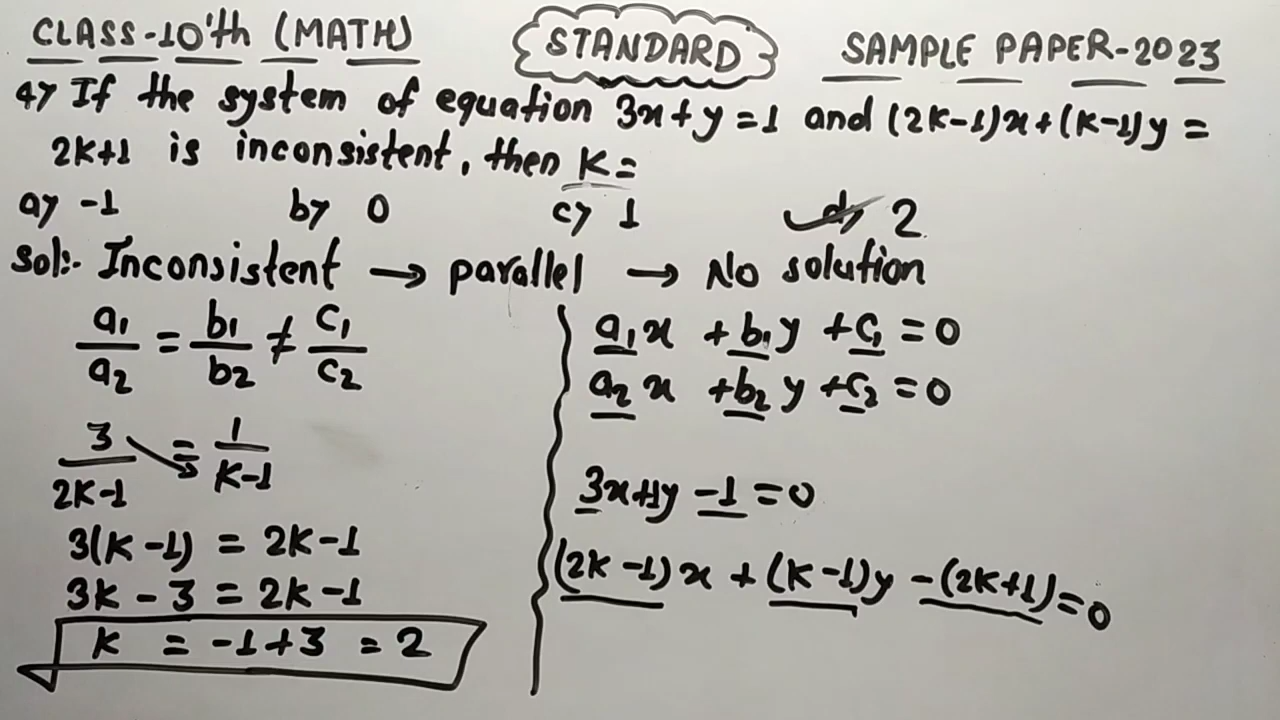 CLASS-10'th (MATH) STANDARD SAMPLE PAPER-2023
4> If the system of equation 3x+y=1 and (2K-1)x+(K-1)y=
2K+1 is inconsistent, then K=
a> -1 b> 0 c> 1 d> 2
Sol:- Inconsistent → parallel → No solution
a₁/a₂ = b₁/b₂ ≠ c₁/c₂
3/2K-1 = 1/K-1
3(K-1) = 2K-1
3K-3 = 2K-1
K = -1+3 = 2
a₁x + b₁y + c₁ = 0
a₂x + b₂y + c₂ = 0
3x+1y-1=0
(2K-1)x + (K-1)y - (2K+1) = 0